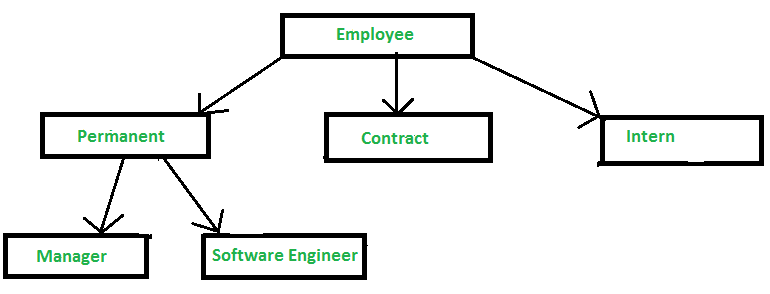 Employee
Permanent
Contract
Intern
Manager
Software Engineer